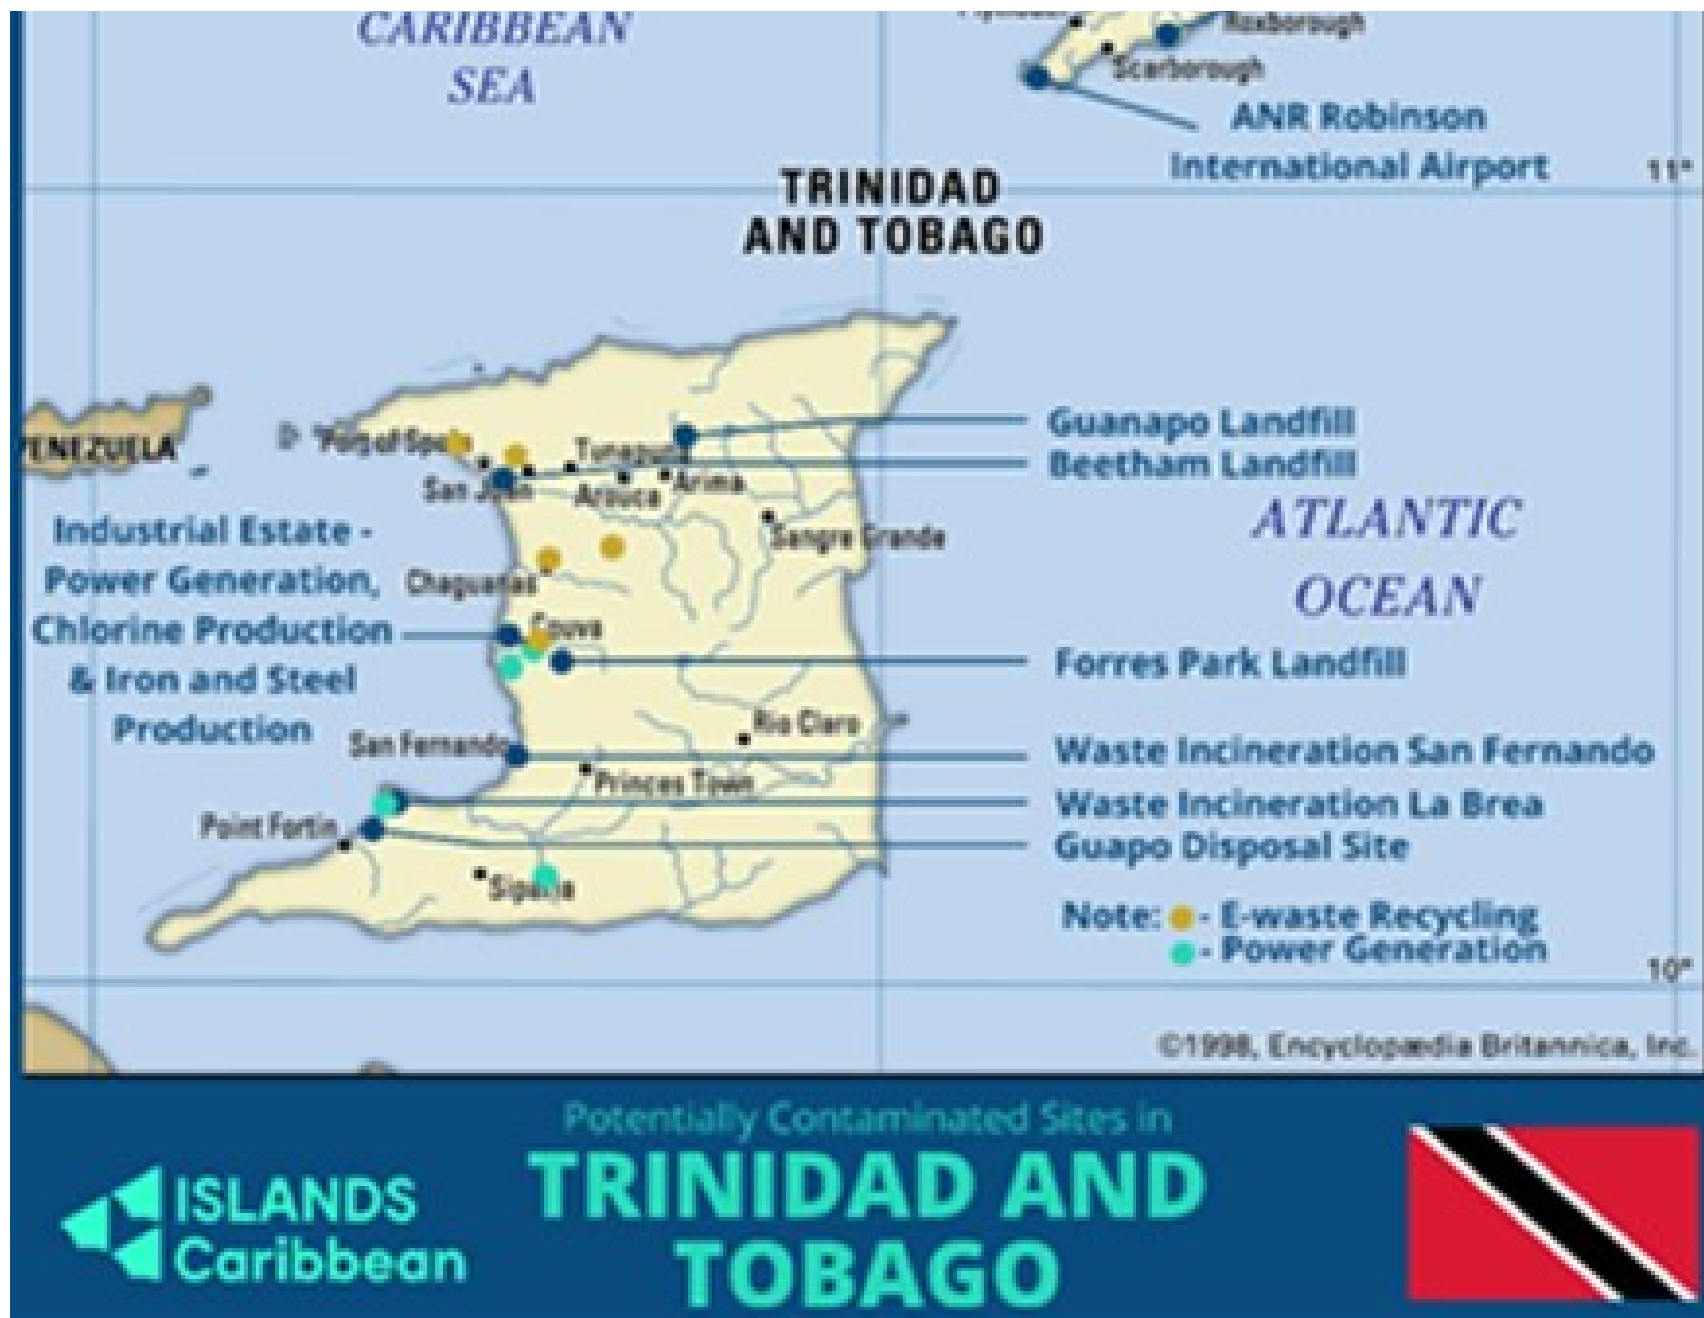 CARIBBEAN
SEA
Roxborough
Scarborough
ANR Robinson
International Airport
11°
TRINIDAD
AND TOBAGO
VENEZUELA
Port of Spain
Tunapuna
San Juan
Arouca
Arima
Guanapo Landfill
Beetham Landfill
ATLANTIC
OCEAN
Sangre Grande
Industrial Estate -
Power Generation,
Chlorine Production
& Iron and Steel
Production
Chaguanas
Couva
Forres Park Landfill
Rio Claro
San Fernando
Waste Incineration San Fernando
Princes Town
Waste Incineration La Brea
Point Fortin
Guapo Disposal Site
Siparia
Note: - E-waste Recycling
- Power Generation
10°
©1998, Encyclopædia Britannica, Inc.
Potentially Contaminated Sites in
TRINIDAD AND
TOBAGO
ISLANDS
Caribbean